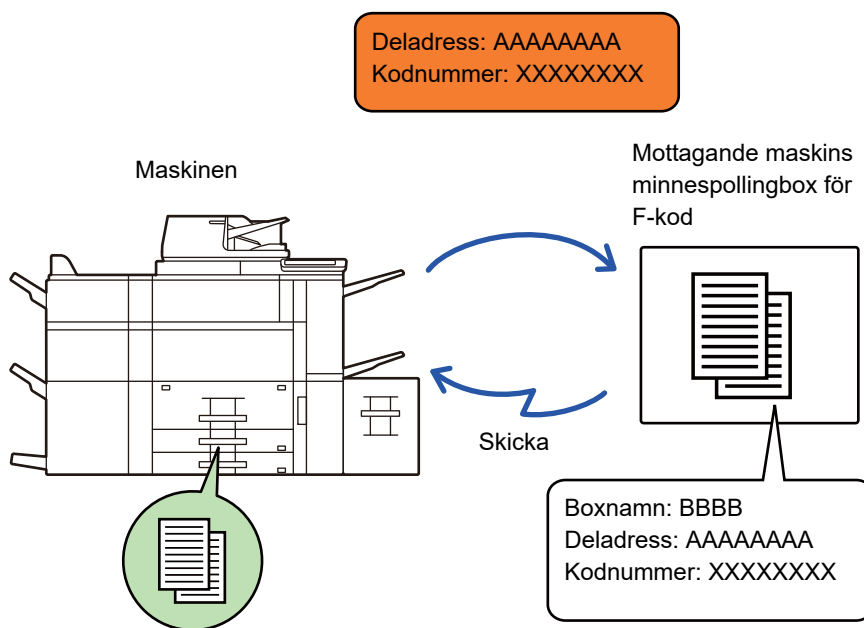 Deladress: AAAAAAAA
Kodnummer: XXXXXXXX
Maskinen
Mottagande maskins
minnespollingbox för
F-kod
Skicka
Boxnamn: BBBB
Deladress: AAAAAAAA
Kodnummer: XXXXXXXX